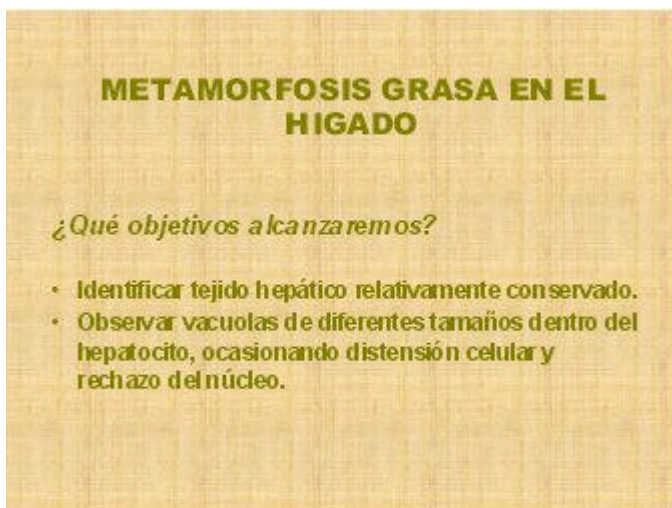 METAMORFOSIS GRASA EN EL
HIGADO
¿Qué objetivos alcanzaremos?
• Identificar tejido hepático relativamente conservado.
• Observar vacuolas de diferentes tamaños dentro del
hepatocito, ocasionando distensión celular y
rechazo del núcleo.